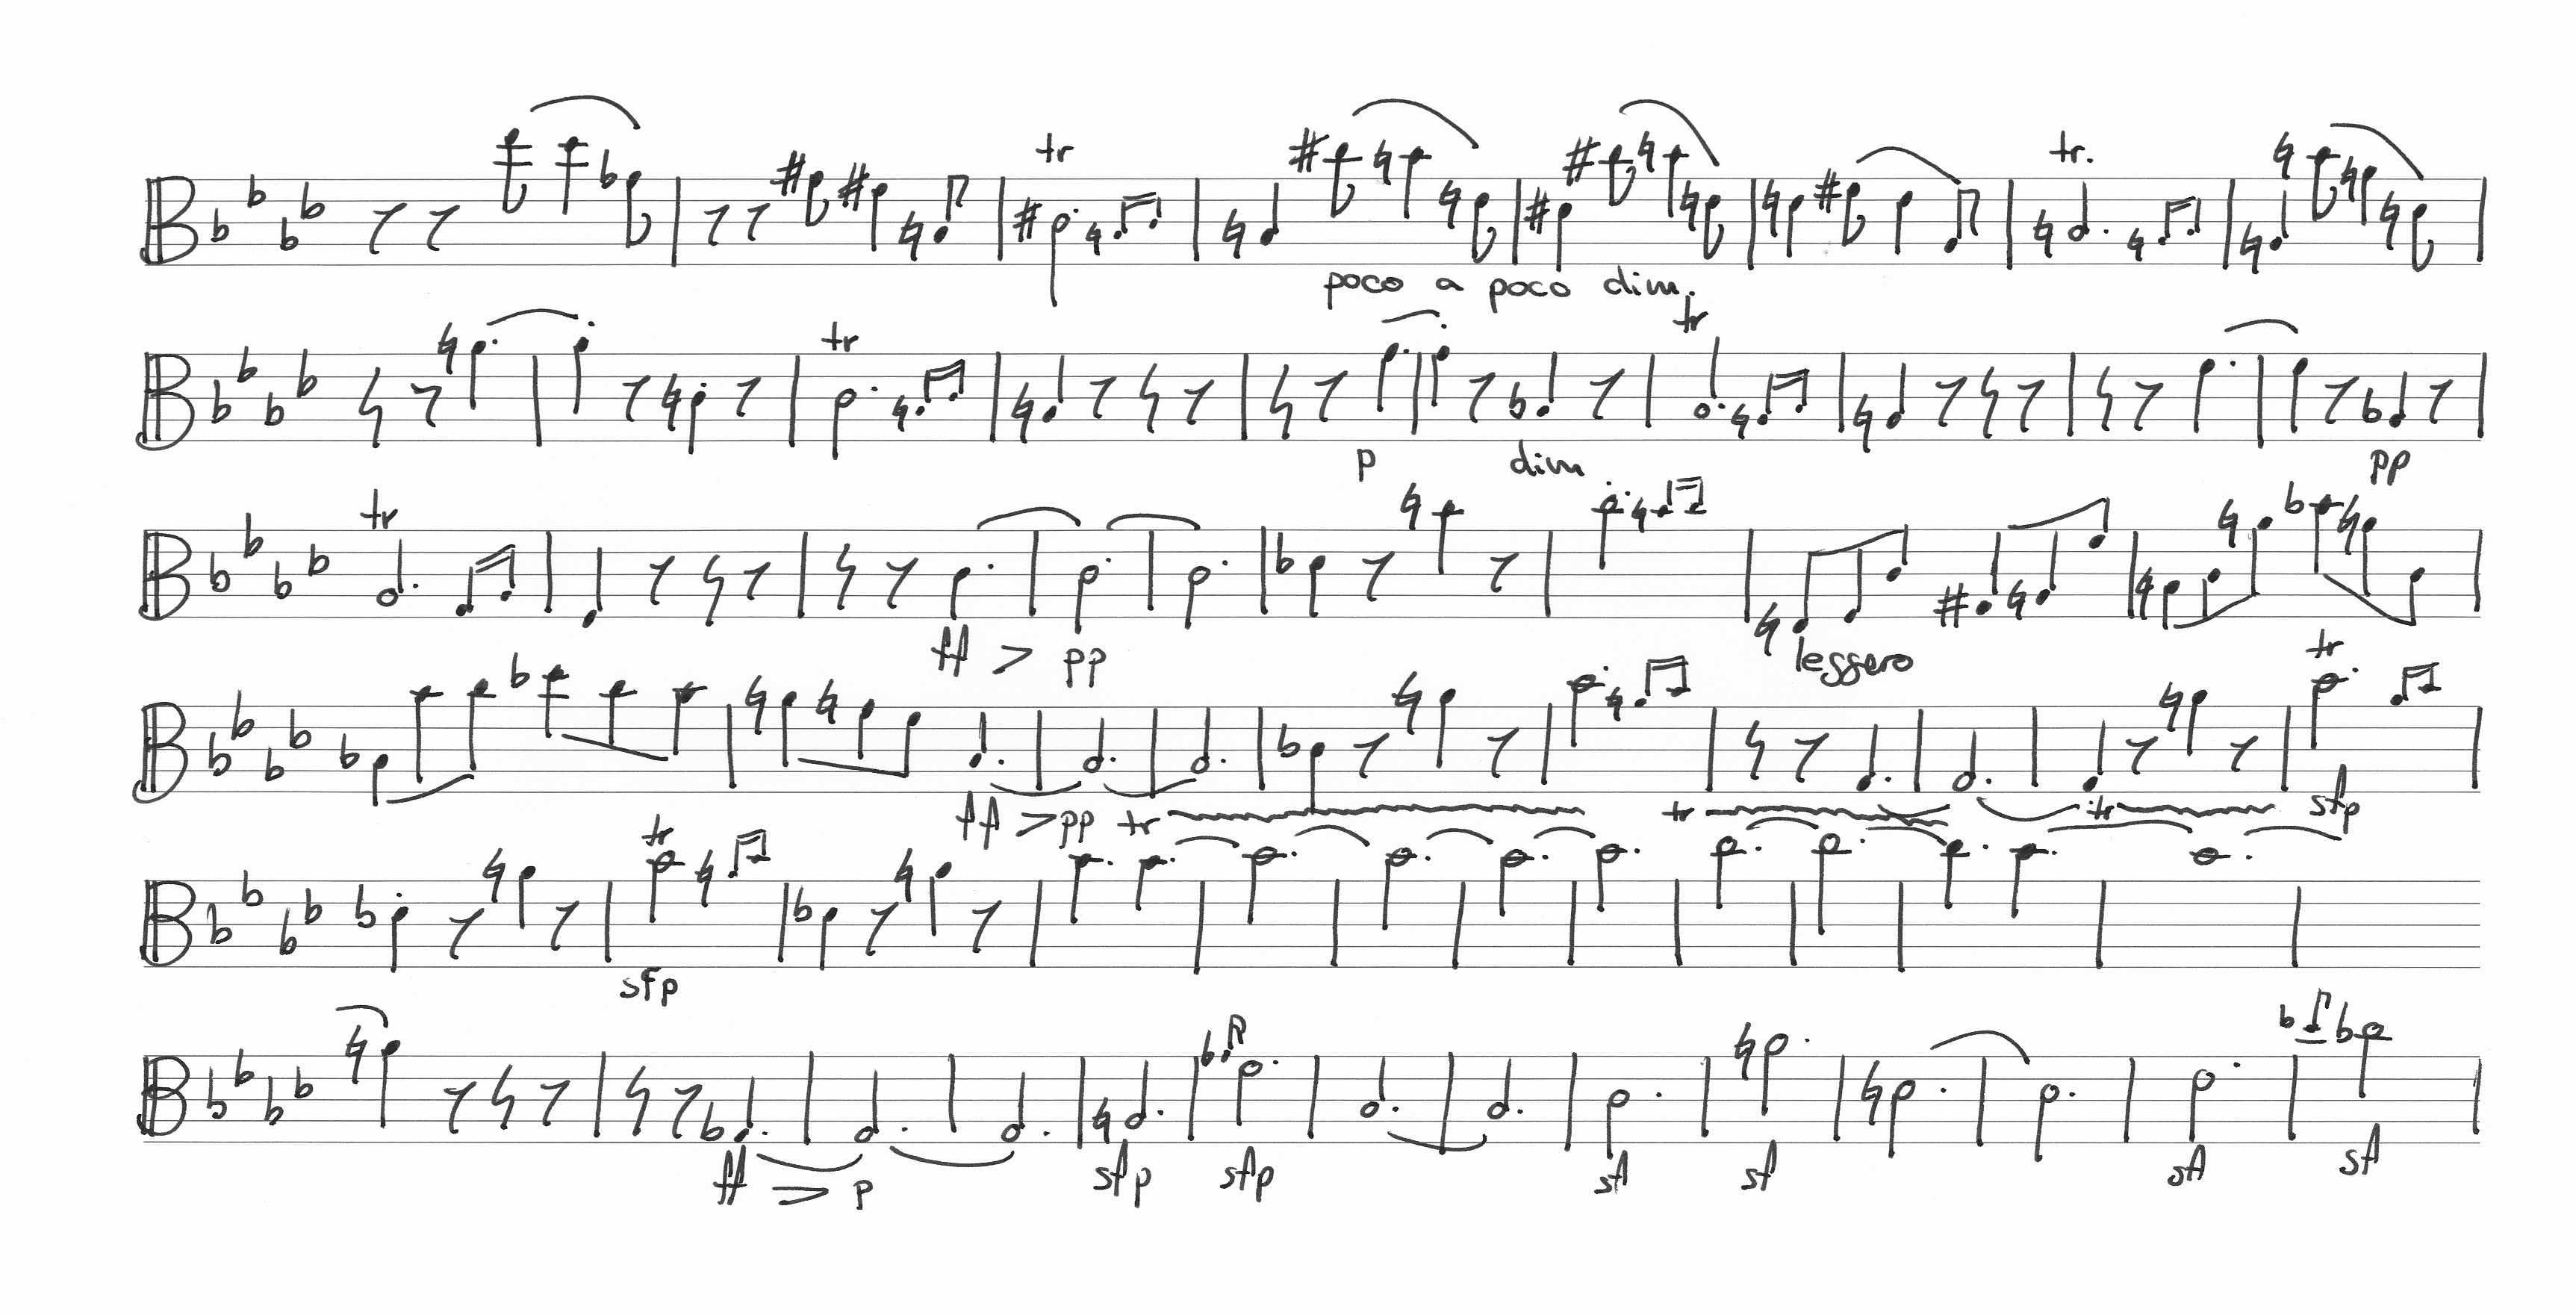 tr tr.
poco a poco dim.
tr tr
p dim pp
tr
ff pp leggero
tr
ff pp tr tr tr sfp
tr
sfp
ff p sfp sfp sf sf sf sf